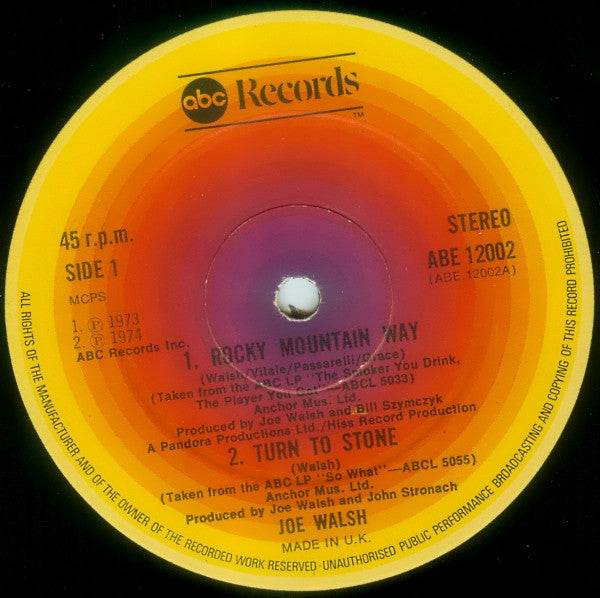 abc Records
TM
45 r.p.m.
SIDE 1
MCPS
1. ℗ 1973
2. ℗ 1974
ABC Records Inc.
STEREO
ABE 12002
(ABE 12002A)
1. ROCKY MOUNTAIN WAY
(Walsh/Vitale/Passarelli/Grace)
(Taken from the ABC LP "The Smoker You Drink,
The Player You Get"—ABCL 5033)
Anchor Mus. Ltd.
Produced by Joe Walsh and Bill Szymczyk
A Pandora Productions Ltd./Hiss Record Production
2. TURN TO STONE
(Walsh)
(Taken from the ABC LP "So What"—ABCL 5055)
Anchor Mus. Ltd.
Produced by Joe Walsh and John Stronach
JOE WALSH
MADE IN U.K.
ALL RIGHTS OF THE MANUFACTURER AND OF THE OWNER OF THE RECORDED WORK RESERVED · UNAUTHORISED PUBLIC PERFORMANCE BROADCASTING AND COPYING OF THIS RECORD PROHIBITED